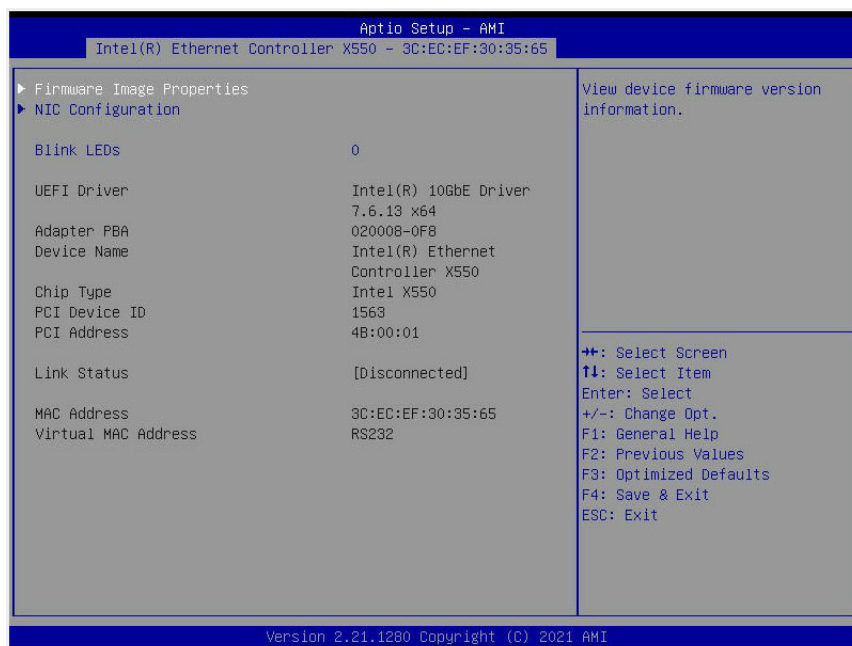 Aptio Setup - AMI
Intel(R) Ethernet Controller X550 - 3C:EC:EF:30:35:65
▶ Firmware Image Properties
▶ NIC Configuration
Blink LEDs 0
UEFI Driver Intel(R) 10GbE Driver
7.6.13 x64
Adapter PBA 020008-0F8
Device Name Intel(R) Ethernet
Controller X550
Chip Type Intel X550
PCI Device ID 1563
PCI Address 4B:00:01
Link Status [Disconnected]
MAC Address 3C:EC:EF:30:35:65
Virtual MAC Address RS232
View device firmware version
information.
→←: Select Screen
↑↓: Select Item
Enter: Select
+/-: Change Opt.
F1: General Help
F2: Previous Values
F3: Optimized Defaults
F4: Save & Exit
ESC: Exit
Version 2.21.1280 Copyright (C) 2021 AMI